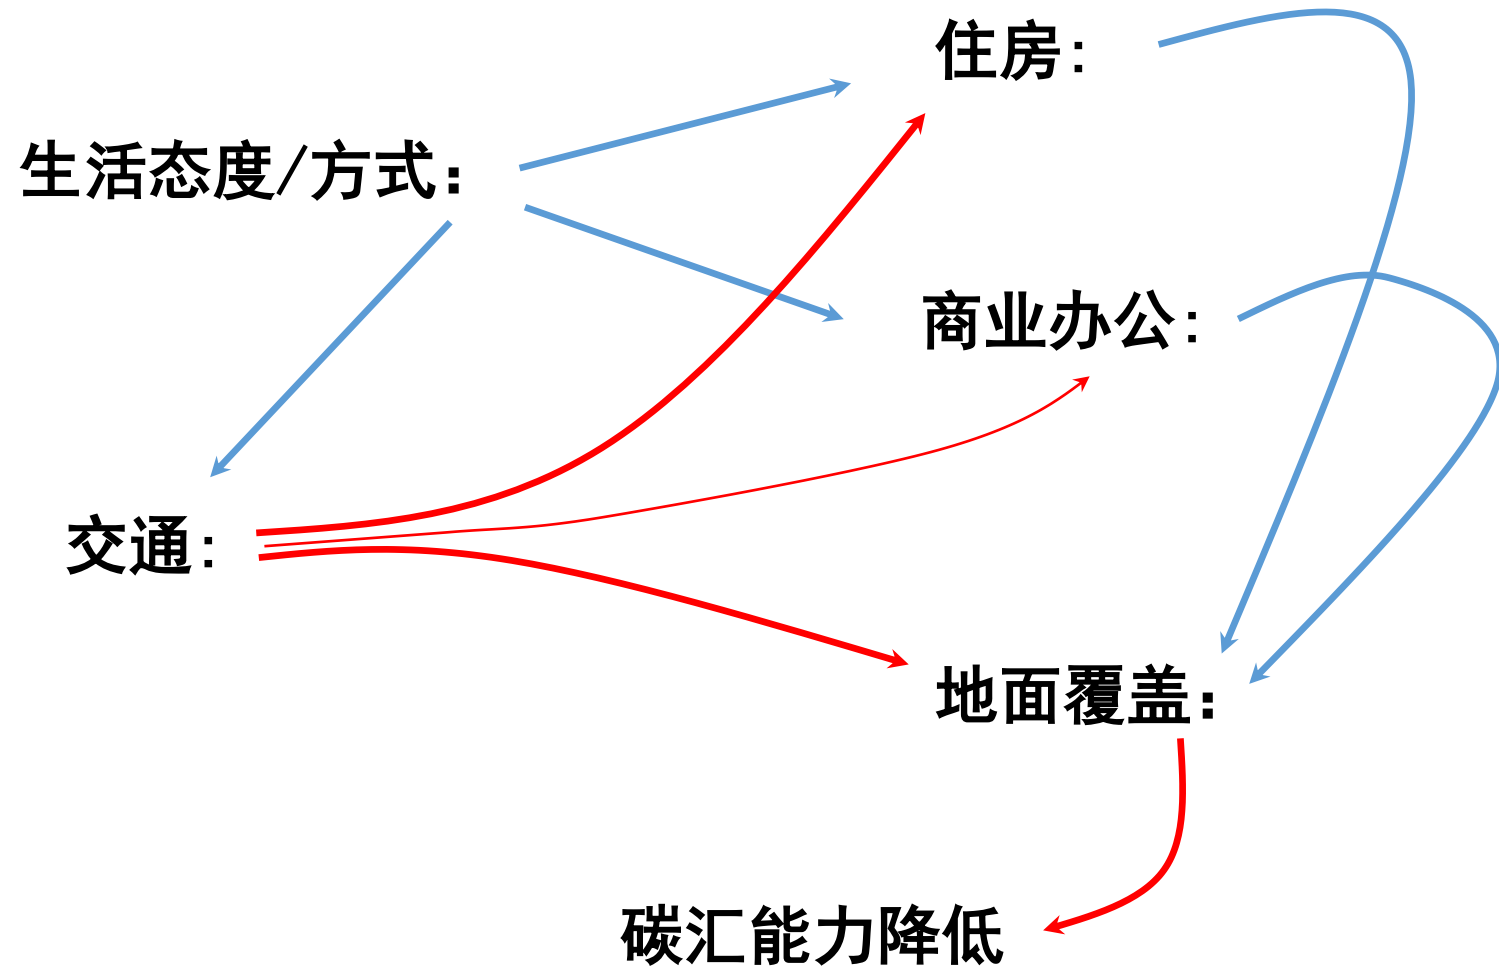 住房:
生活态度/方式：
商业办公:
交通:
地面覆盖：
碳汇能力降低